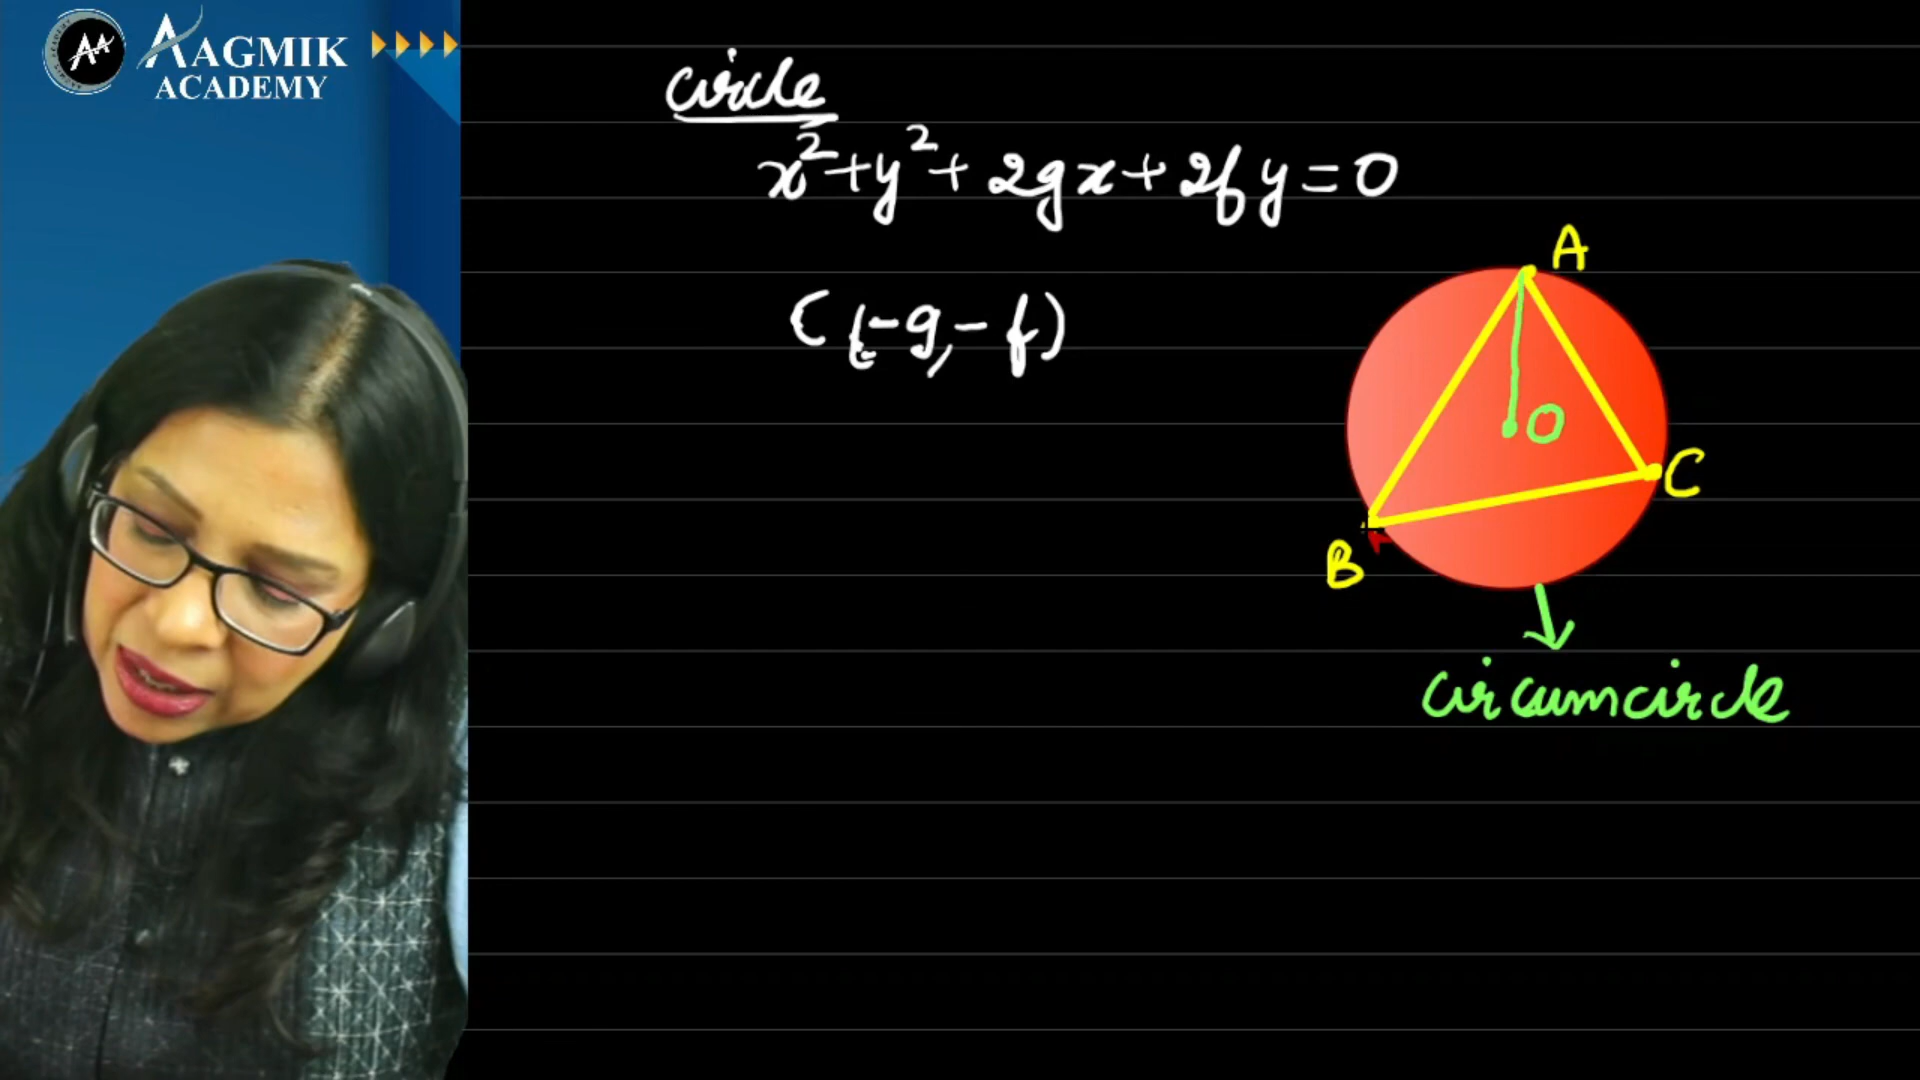 AAGMIK
ACADEMY
circle
x²+y²+2gx+2fy=0
C(-g,-f)
A
O
C
B
circumcircle